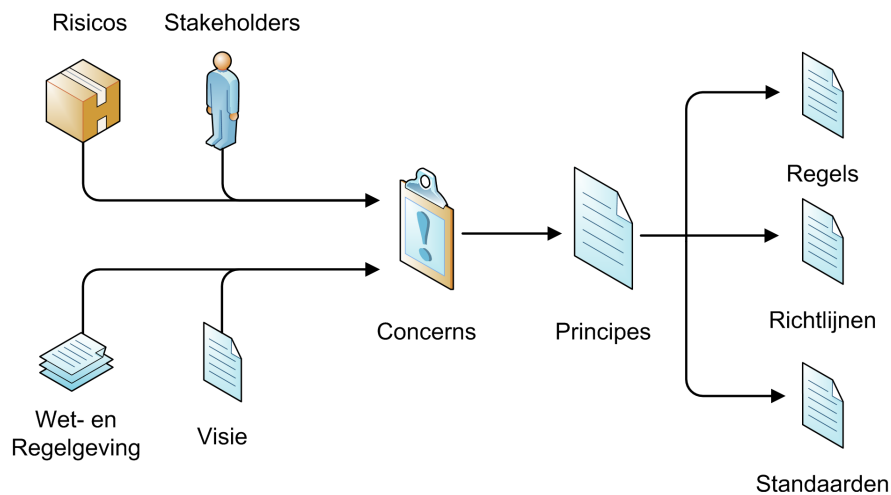 Risicos
Stakeholders
Regels
Concerns
Principes
Richtlijnen
Wet- en
Regelgeving
Visie
Standaarden